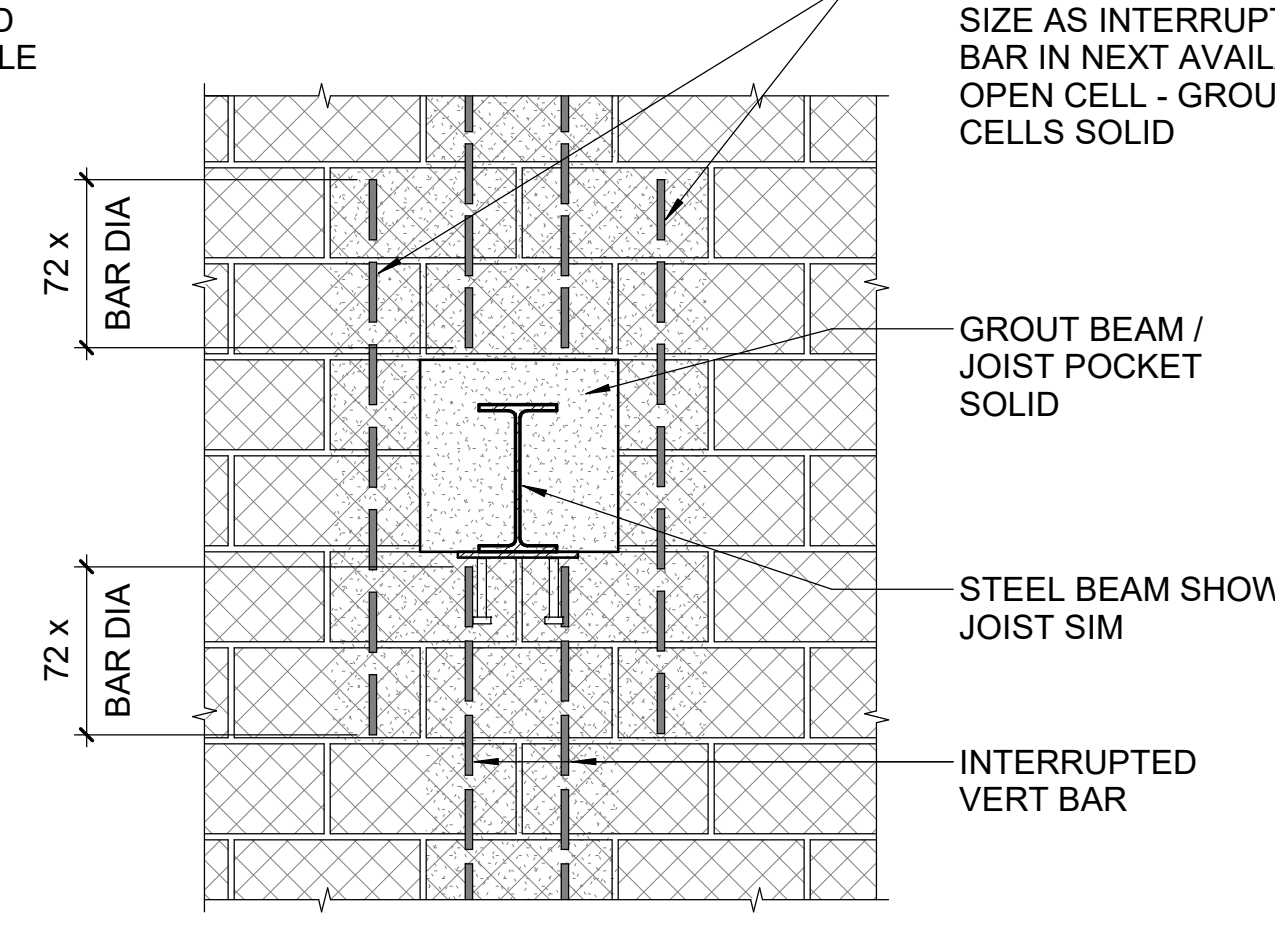 SIZE AS INTERRUPT
BAR IN NEXT AVAIL
OPEN CELL - GROU
CELLS SOLID
72 x
BAR DIA
GROUT BEAM /
JOIST POCKET
SOLID
72 x
BAR DIA
STEEL BEAM SHOW
JOIST SIM
INTERRUPTED
VERT BAR